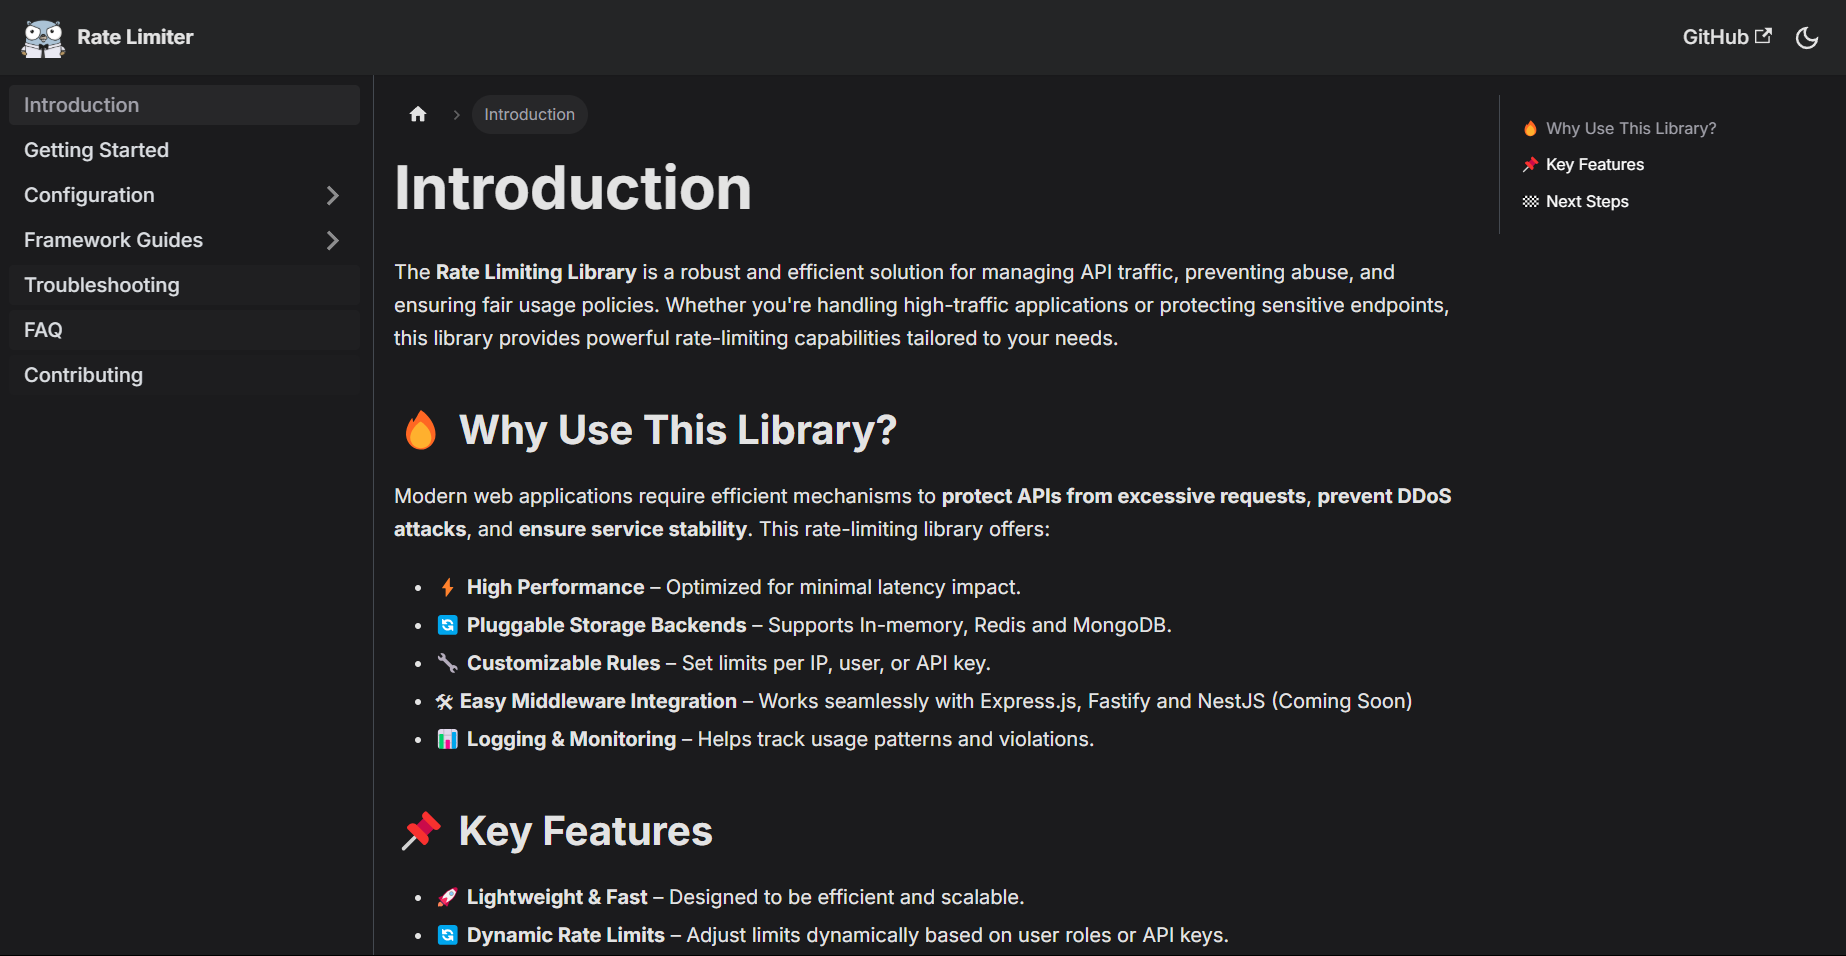 Rate Limiter
GitHub
Introduction
Getting Started
Configuration
Framework Guides
Troubleshooting
FAQ
Contributing
Introduction
Introduction
The Rate Limiting Library is a robust and efficient solution for managing API traffic, preventing abuse, and
ensuring fair usage policies. Whether you're handling high-traffic applications or protecting sensitive endpoints,
this library provides powerful rate-limiting capabilities tailored to your needs.
🔥 Why Use This Library?
Modern web applications require efficient mechanisms to protect APIs from excessive requests, prevent DDoS
attacks, and ensure service stability. This rate-limiting library offers:
• ⚡ High Performance – Optimized for minimal latency impact.
• 🔄 Pluggable Storage Backends – Supports In-memory, Redis and MongoDB.
• 🔧 Customizable Rules – Set limits per IP, user, or API key.
• 🛠 Easy Middleware Integration – Works seamlessly with Express.js, Fastify and NestJS (Coming Soon)
• 📊 Logging & Monitoring – Helps track usage patterns and violations.
📌 Key Features
• 🚀 Lightweight & Fast – Designed to be efficient and scalable.
• 🔄 Dynamic Rate Limits – Adjust limits dynamically based on user roles or API keys.
🔥 Why Use This Library?
📌 Key Features
🏁 Next Steps